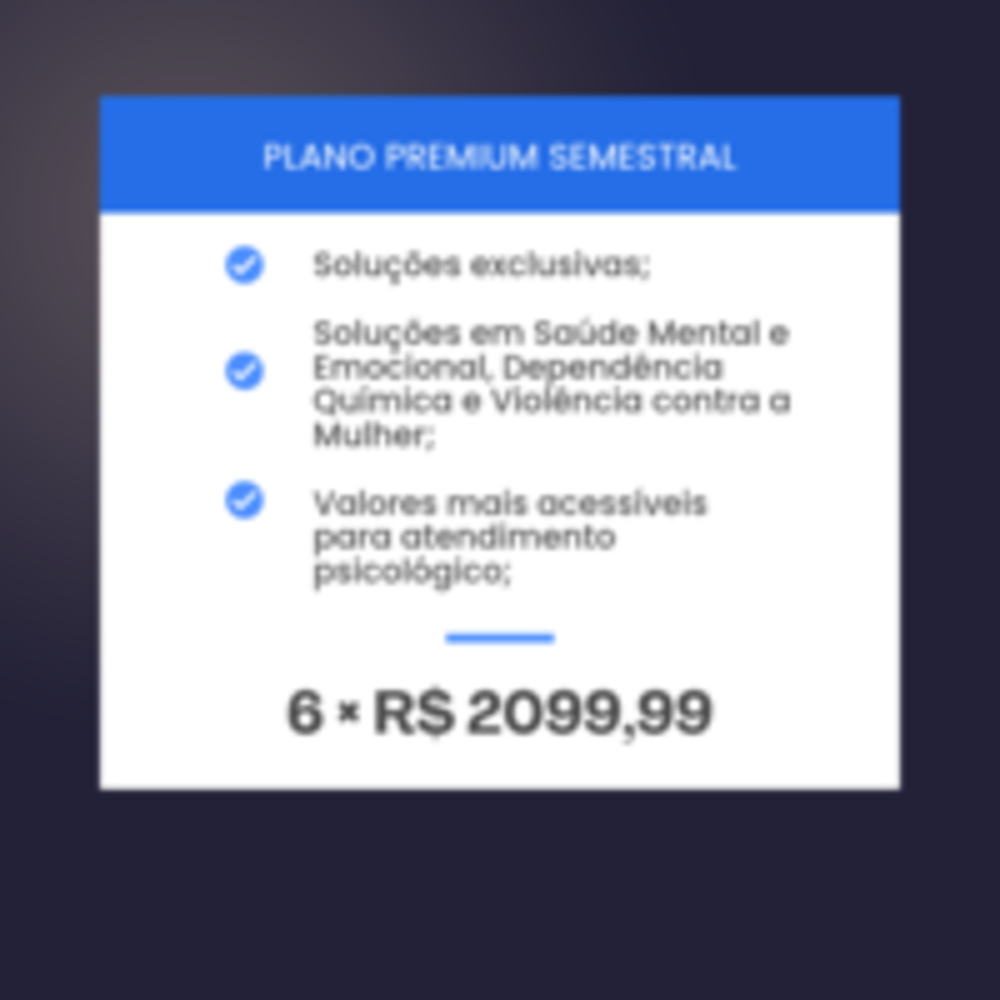 PLANO PREMIUM SEMESTRAL
Soluções exclusivas;
Soluções em Saúde Mental e
Emocional, Dependência
Química e Violência contra a
Mulher;
Valores mais acessíveis
para atendimento
psicológico;
6 × R$ 2099,99